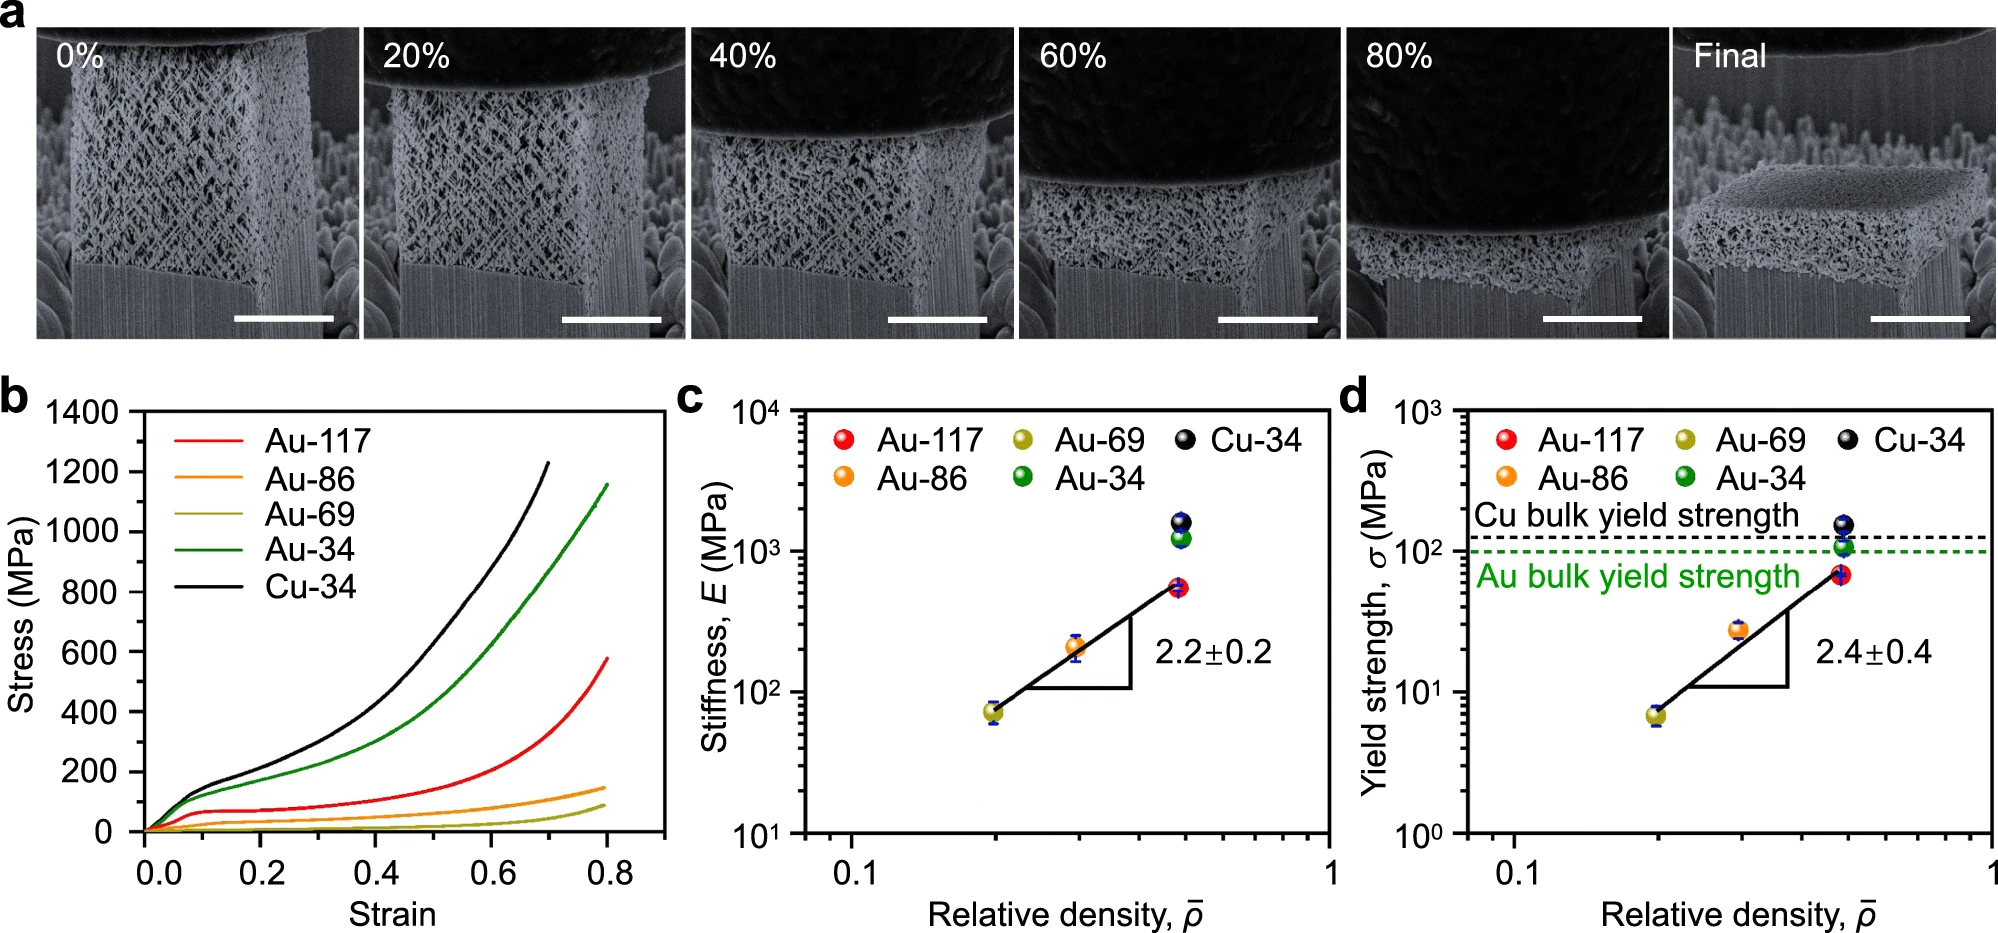 a
0% 20% 40% 60% 80% Final
b
1400
1200
1000
800
600
400
200
0
Stress (MPa)
Au-117
Au-86
Au-69
Au-34
Cu-34
0.0 0.2 0.4 0.6 0.8
Strain
c
10⁴
10³
10²
10¹
Stiffness, E (MPa)
Au-117 Au-69 Cu-34
Au-86 Au-34
2.2±0.2
0.1 1
Relative density, ρ̅
d
10³
10²
10¹
10⁰
Yield strength, σ (MPa)
Au-117 Au-69 Cu-34
Au-86 Au-34
Cu bulk yield strength
Au bulk yield strength
2.4±0.4
0.1 1
Relative density, ρ̅